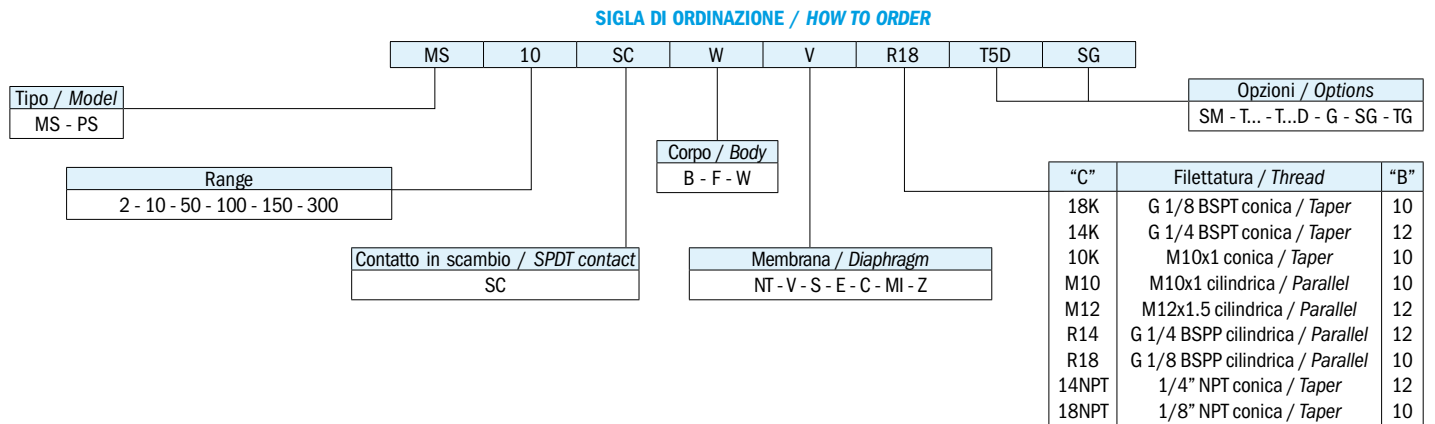 SIGLA DI ORDINAZIONE / HOW TO ORDER
MS 10 SC W V R18 T5D SG
Tipo / Model
MS - PS
Opzioni / Options
SM - T... - T...D - G - SG - TG
Range
2 - 10 - 50 - 100 - 150 - 300
Corpo / Body
B - F - W
Contatto in scambio / SPDT contact
SC
Membrana / Diaphragm
NT - V - S - E - C - MI - Z
“C” Filettatura / Thread “B”
18K G 1/8 BSPT conica / Taper 10
14K G 1/4 BSPT conica / Taper 12
10K M10x1 conica / Taper 10
M10 M10x1 cilindrica / Parallel 10
M12 M12x1.5 cilindrica / Parallel 12
R14 G 1/4 BSPP cilindrica / Parallel 12
R18 G 1/8 BSPP cilindrica / Parallel 10
14NPT 1/4” NPT conica / Taper 12
18NPT 1/8” NPT conica / Taper 10